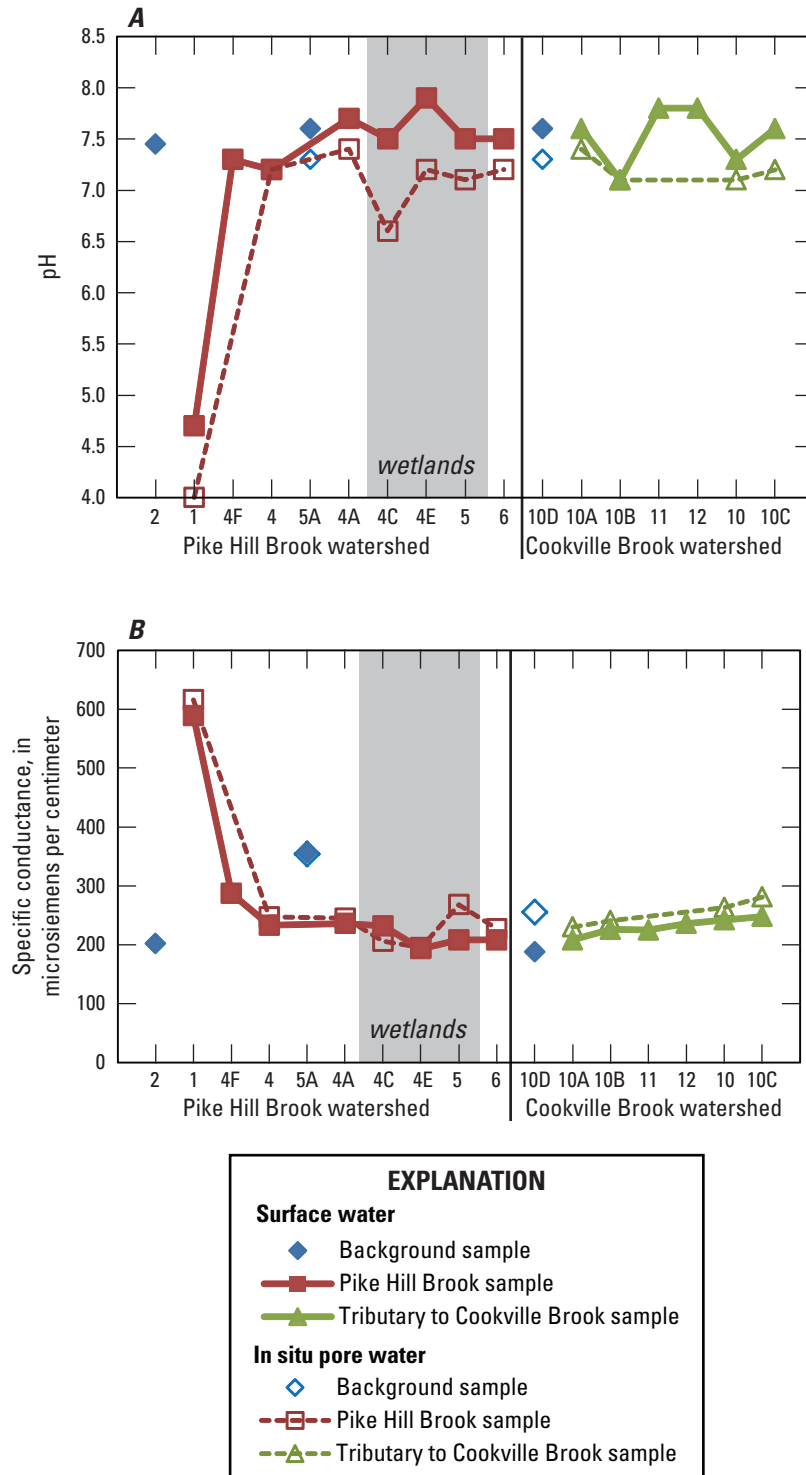 A
8.5
8.0
7.5
7.0
6.5
6.0
5.5
5.0
4.5
4.0
pH
wetlands
2 1 4F 4 5A 4A 4C 4E 5 6 10D 10A 10B 11 12 10 10C
Pike Hill Brook watershed Cookville Brook watershed
B
700
600
500
400
300
200
100
0
Specific conductance, in
microsiemens per centimeter
wetlands
2 1 4F 4 5A 4A 4C 4E 5 6 10D 10A 10B 11 12 10 10C
Pike Hill Brook watershed Cookville Brook watershed
EXPLANATION
Surface water
Background sample
Pike Hill Brook sample
Tributary to Cookville Brook sample
In situ pore water
Background sample
Pike Hill Brook sample
Tributary to Cookville Brook sample